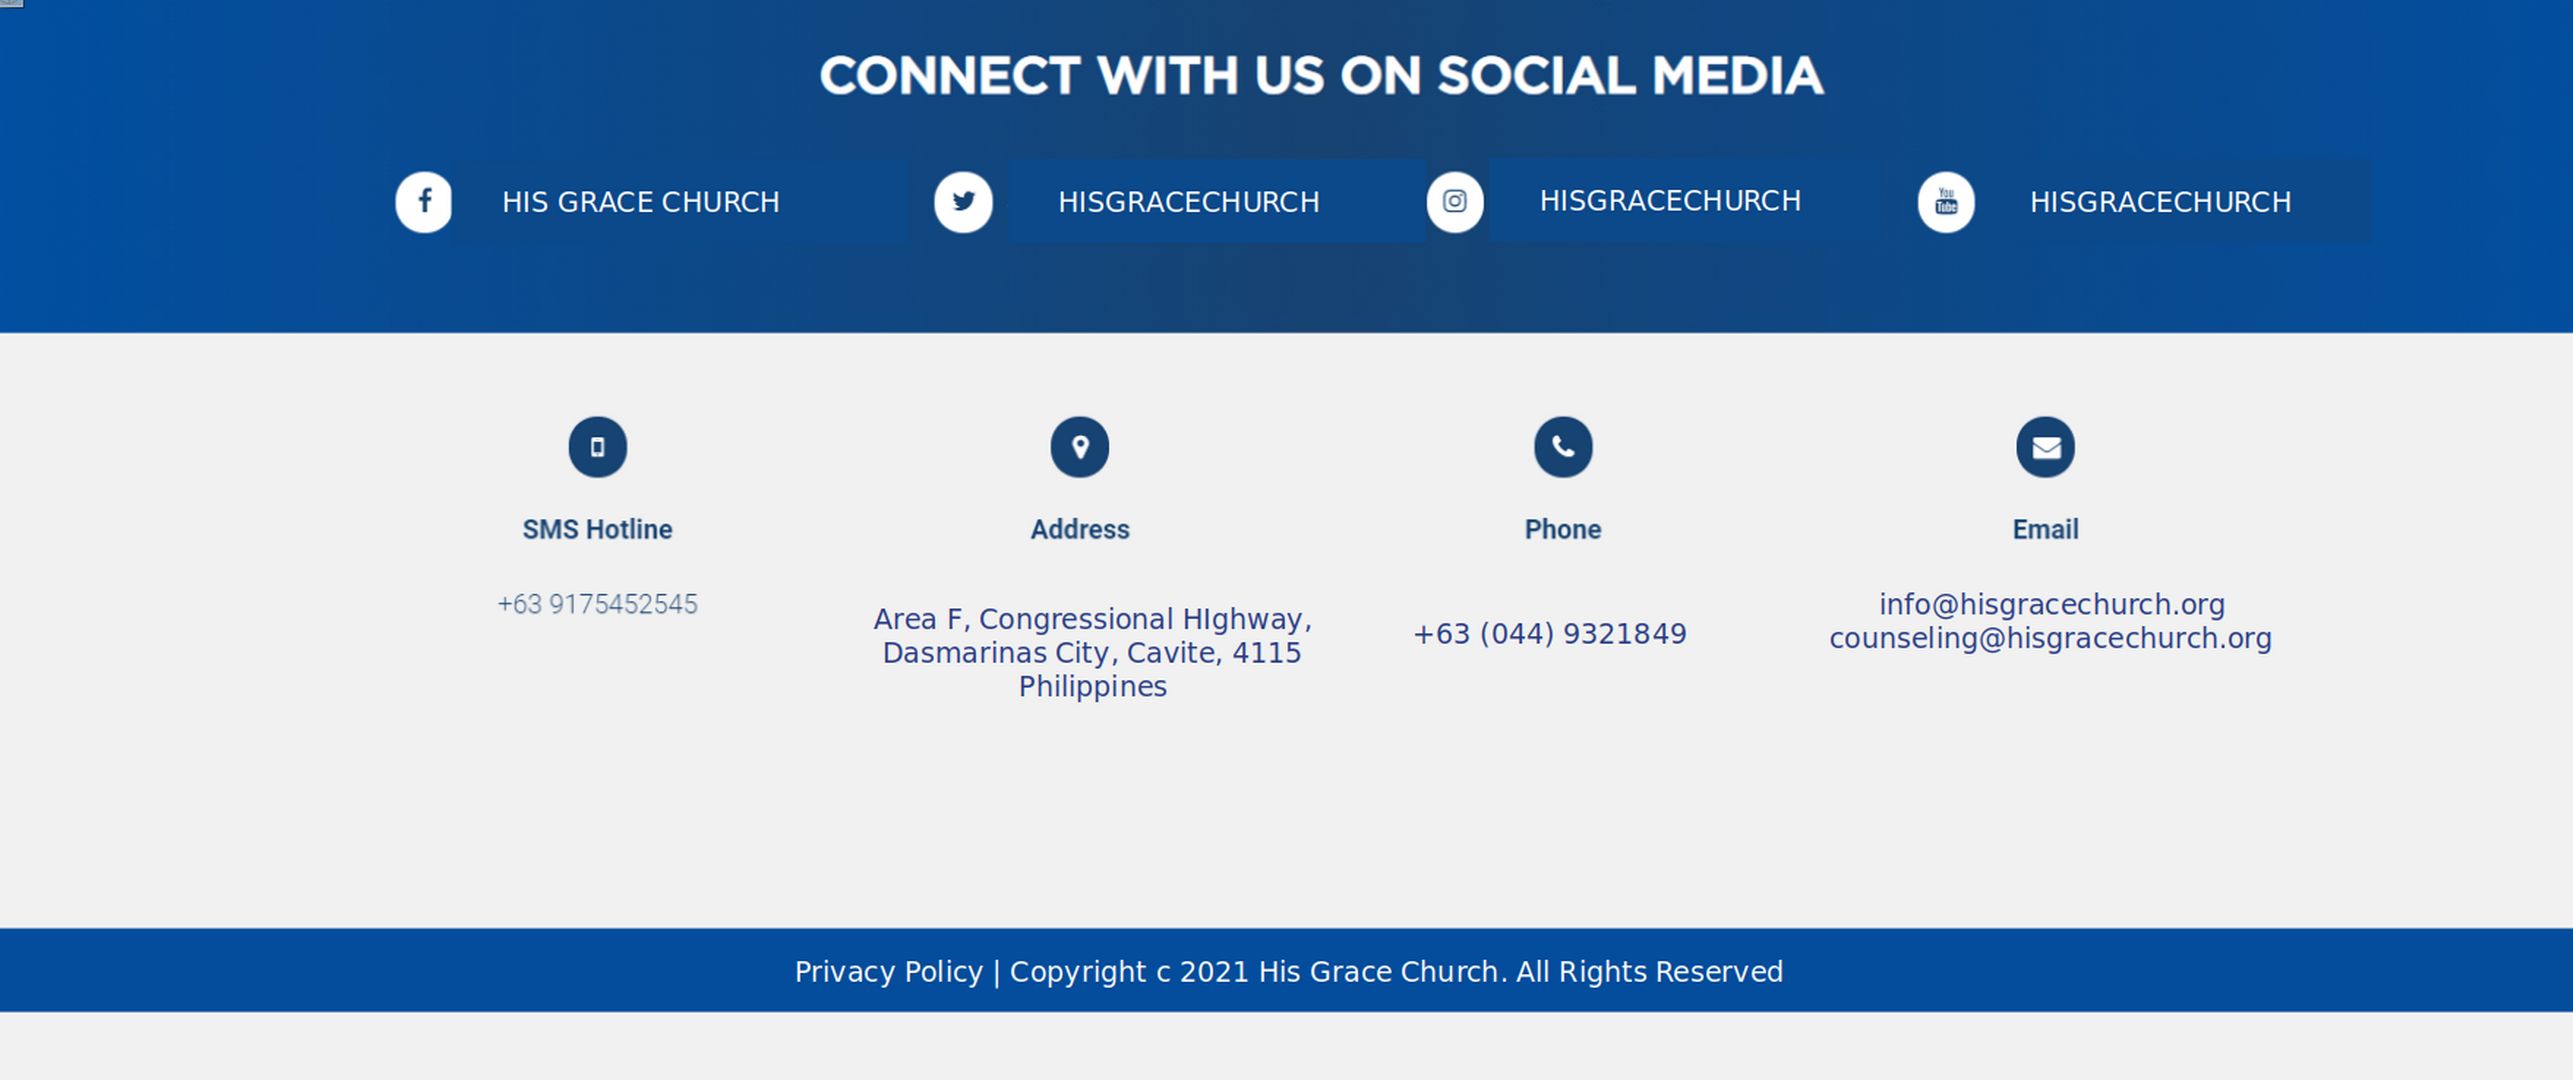 CONNECT WITH US ON SOCIAL MEDIA
HIS GRACE CHURCH
HISGRACECHURCH
HISGRACECHURCH
You
Tube
HISGRACECHURCH
SMS Hotline
+63 9175452545
Address
Area F, Congressional HIghway,
Dasmarinas City, Cavite, 4115
Philippines
Phone
+63 (044) 9321849
Email
info@hisgracechurch.org
counseling@hisgracechurch.org
Privacy Policy | Copyright c 2021 His Grace Church. All Rights Reserved